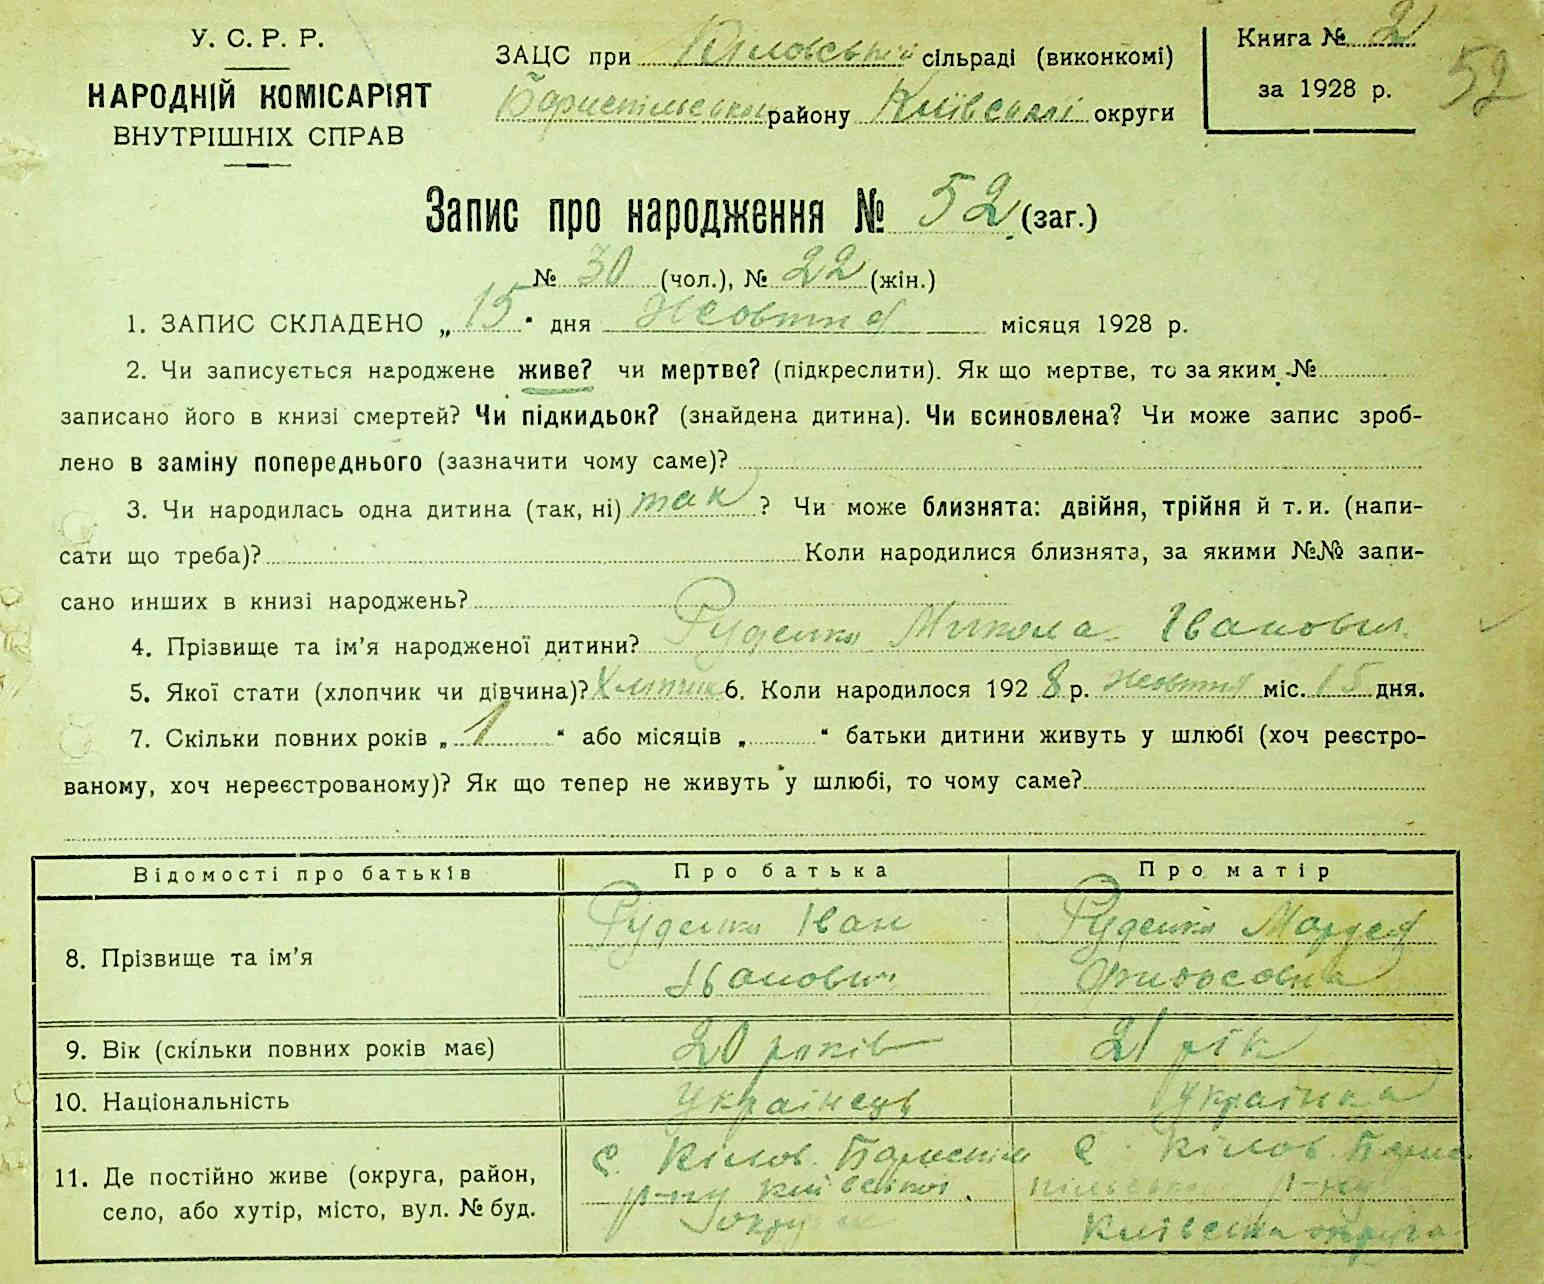 У. С. Р. Р.
НАРОДНІЙ КОМІСАРІЯТ
ВНУТРІШНІХ СПРАВ
ЗАЦС при Кіловській сільраді (виконкомі)
Бориспільського району Київської округи
Книга № 2
за 1928 р.
52
Запис про народження № 52 (заг.)
№ 30 (чол.), № 22 (жін.)
1. ЗАПИС СКЛАДЕНО „15" дня Жовтня місяця 1928 р.
2. Чи записується народжене живе? чи мертве? (підкреслити). Як що мертве, то за яким №
записано його в книзі смертей? Чи підкидьок? (знайдена дитина). Чи всиновлена? Чи може запис зроб-
лено в заміну попереднього (зазначити чому саме)?
3. Чи народилась одна дитина (так, ні) так ? Чи може близнята: двійня, трійня й т. и. (напи-
сати що треба)? Коли народилися близнята, за якими №№ запи-
сано инших в книзі народжень?
4. Прізвище та ім'я народженої дитини? Руденко Микола Іванович
5. Якої стати (хлопчик чи дівчина)? Хлопчик 6. Коли народилося 1928 р. жовтня міс. 15 дня.
7. Скільки повних років „1" або місяців „ " батьки дитини живуть у шлюбі (хоч реєстро-
ваному, хоч нереєстрованому)? Як що тепер не живуть у шлюбі, то чому саме?
Відомості про батьків Про батька Про матір
8. Прізвище та ім'я Руденко Іван Іванович Руденко Маруся
9. Вік (скільки повних років має) 20 років 21 рік
10. Національність Українець Українка
11. Де постійно живе (округа, район,
село, або хутір, місто, вул. № буд.
с. Кілов. Бориспіл
р-ну Київської
округи
с. Кілов. Борис
пільськ р-ну
Київська округа